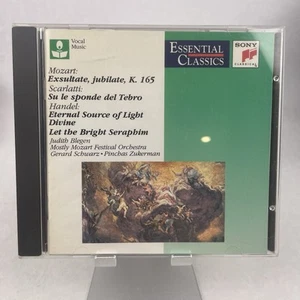 Vocal
Music
ESSENTIAL
CLASSICS
SONY
CLASSICAL
Mozart:
Exsultate, jubilate, K. 165
Scarlatti:
Su le sponde del Tebro
Handel:
Eternal Source of Light
Divine
Let the Bright Seraphim
Judith Blegen
Mostly Mozart Festival Orchestra
Gerard Schwarz • Pinchas Zukerman